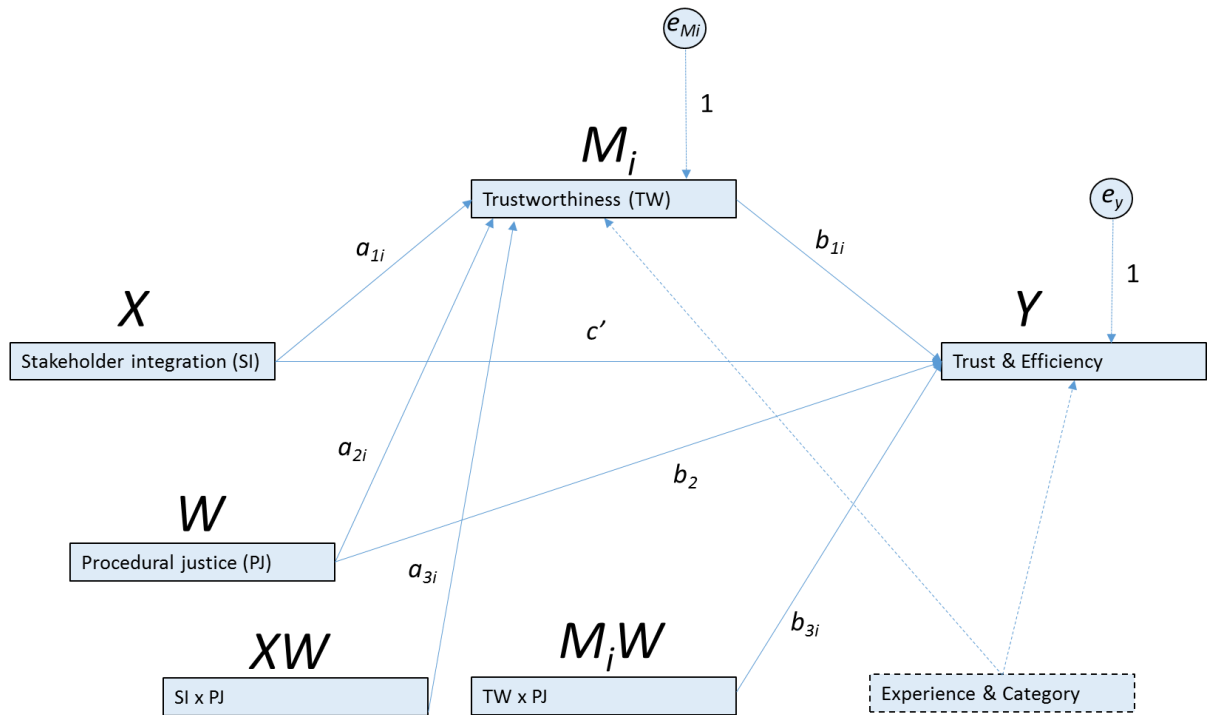 e_Mi
1
M_i
Trustworthiness (TW)
e_y
a_1i
b_1i
1
X
Y
c’
Stakeholder integration (SI)
Trust & Efficiency
a_2i
b_2
W
Procedural justice (PJ)
a_3i
b_3i
XW
M_iW
SI x PJ
TW x PJ
Experience & Category